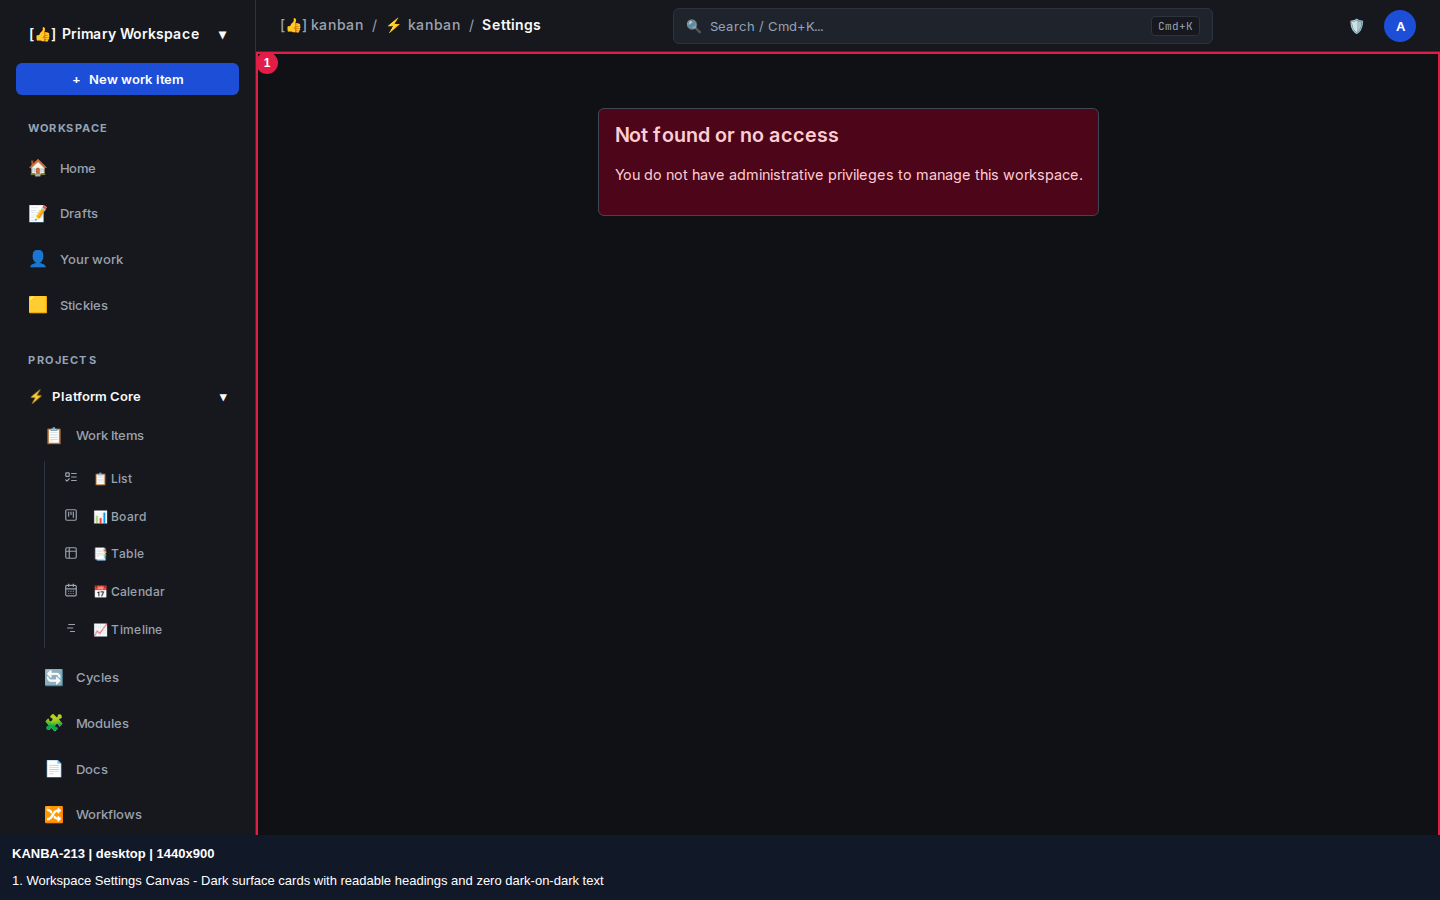 [👍] Primary Workspace ▼
+ New work item
WORKSPACE
🏠 Home
📝 Drafts
👤 Your work
🟨 Stickies
PROJECTS
⚡ Platform Core ▼
📋 Work Items
📋 List
📊 Board
📑 Table
📅 Calendar
📈 Timeline
🔄 Cycles
🧩 Modules
📄 Docs
🔀 Workflows
[👍] kanban / ⚡ kanban / Settings
🔍 Search / Cmd+K... Cmd+K
🛡️ A
1
Not found or no access
You do not have administrative privileges to manage this workspace.
KANBA-213 | desktop | 1440x900
1. Workspace Settings Canvas - Dark surface cards with readable headings and zero dark-on-dark text